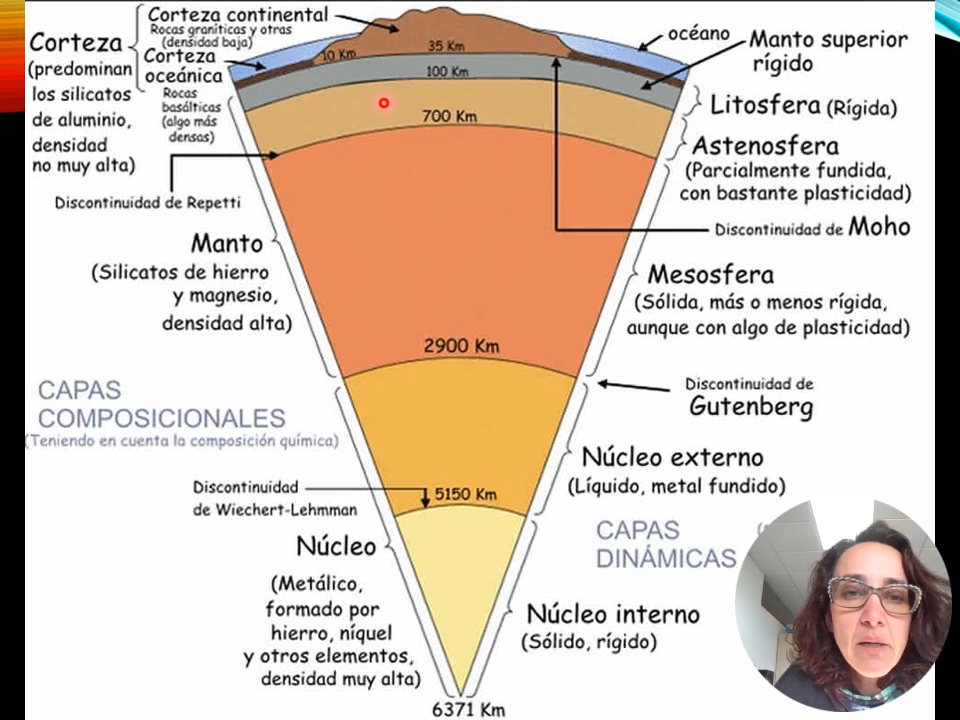 Corteza continental
Rocas graníticas y otras
(densidad baja)
Corteza
(predominan
los silicatos
de aluminio,
densidad
no muy alta)
Corteza
oceánica
Rocas
basálticas
(algo más
densas)
10 Km
35 Km
100 Km
700 Km
océano
Manto superior
rígido
Litosfera (Rígida)
Astenosfera
(Parcialmente fundida,
con bastante plasticidad)
Discontinuidad de Repetti
Discontinuidad de Moho
Manto
(Silicatos de hierro
y magnesio,
densidad alta)
Mesosfera
(Sólida, más o menos rígida,
aunque con algo de plasticidad)
2900 Km
CAPAS
COMPOSICIONALES
(Teniendo en cuenta la composición química)
Discontinuidad de
Gutenberg
Núcleo externo
(Líquido, metal fundido)
Discontinuidad
de Wiechert-Lehmman
5150 Km
CAPAS
DINÁMICAS
Núcleo
(Metálico,
formado por
hierro, níquel
y otros elementos,
densidad muy alta)
Núcleo interno
(Sólido, rígido)
6371 Km